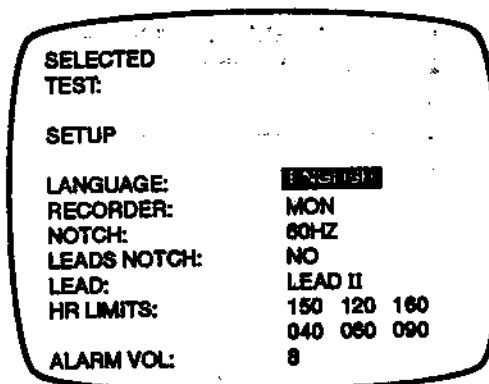 SELECTED
TEST:
SETUP
LANGUAGE: ENGLISH
RECORDER: MON
NOTCH: 60HZ
LEADS NOTCH: NO
LEAD: LEAD II
HR LIMITS: 150 120 160
040 060 090
ALARM VOL: 8